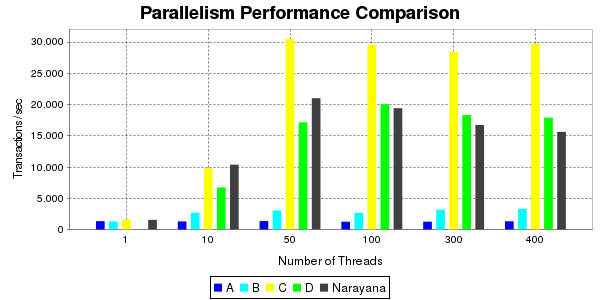 Parallelism Performance Comparison
Transactions/sec
30.000
25.000
20.000
15.000
10.000
5.000
0
1 10 50 100 300 400
Number of Threads
A B C D Narayana